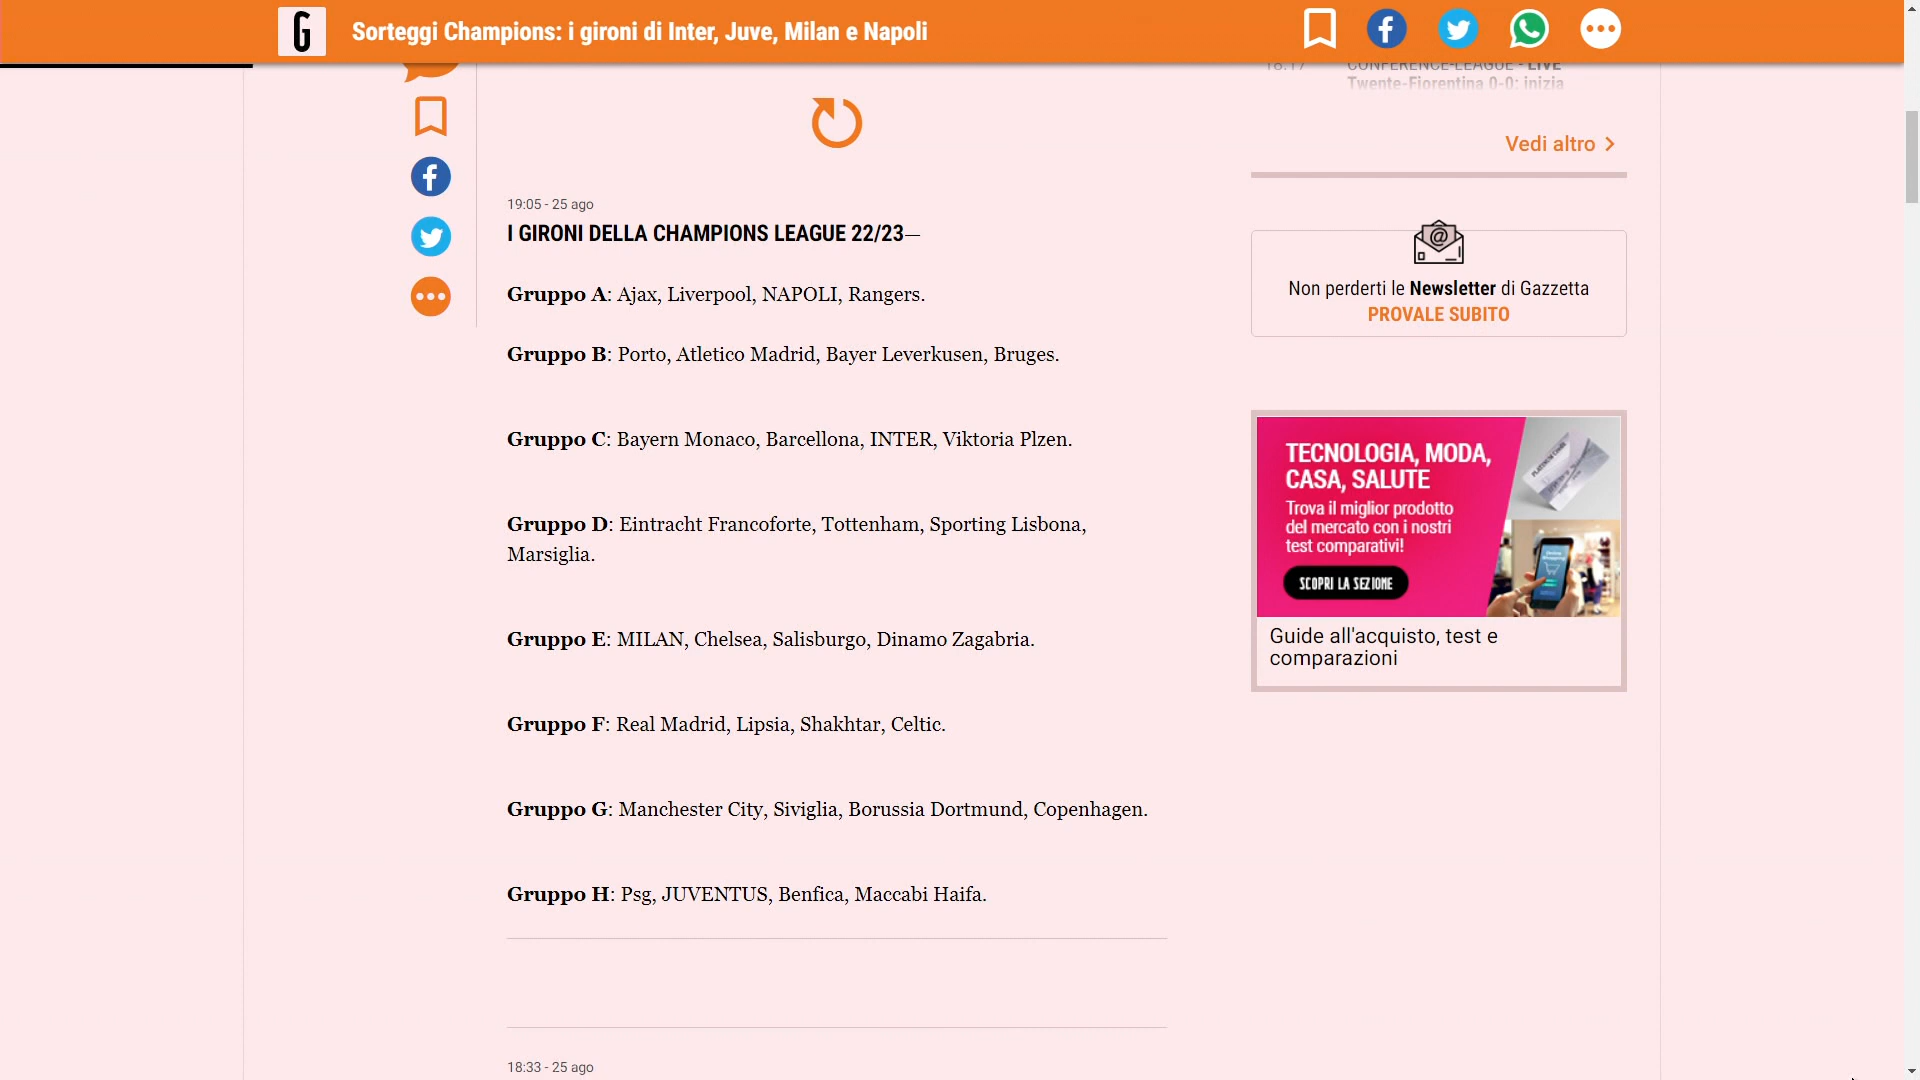 G
Sorteggi Champions: i gironi di Inter, Juve, Milan e Napoli
18:17
CONFERENCE-LEAGUE - LIVE
Twente-Fiorentina 0-0: inizia
Vedi altro
19:05 - 25 ago
I GIRONI DELLA CHAMPIONS LEAGUE 22/23—
Gruppo A: Ajax, Liverpool, NAPOLI, Rangers.
Gruppo B: Porto, Atletico Madrid, Bayer Leverkusen, Bruges.
Gruppo C: Bayern Monaco, Barcellona, INTER, Viktoria Plzen.
Gruppo D: Eintracht Francoforte, Tottenham, Sporting Lisbona,
Marsiglia.
Gruppo E: MILAN, Chelsea, Salisburgo, Dinamo Zagabria.
Gruppo F: Real Madrid, Lipsia, Shakhtar, Celtic.
Gruppo G: Manchester City, Siviglia, Borussia Dortmund, Copenhagen.
Gruppo H: Psg, JUVENTUS, Benfica, Maccabi Haifa.
18:33 - 25 ago
Non perderti le Newsletter di Gazzetta
PROVALE SUBITO
TECNOLOGIA, MODA,
CASA, SALUTE
Trova il miglior prodotto
del mercato con i nostri
test comparativi!
SCOPRI LA SEZIONE
Guide all'acquisto, test e
comparazioni